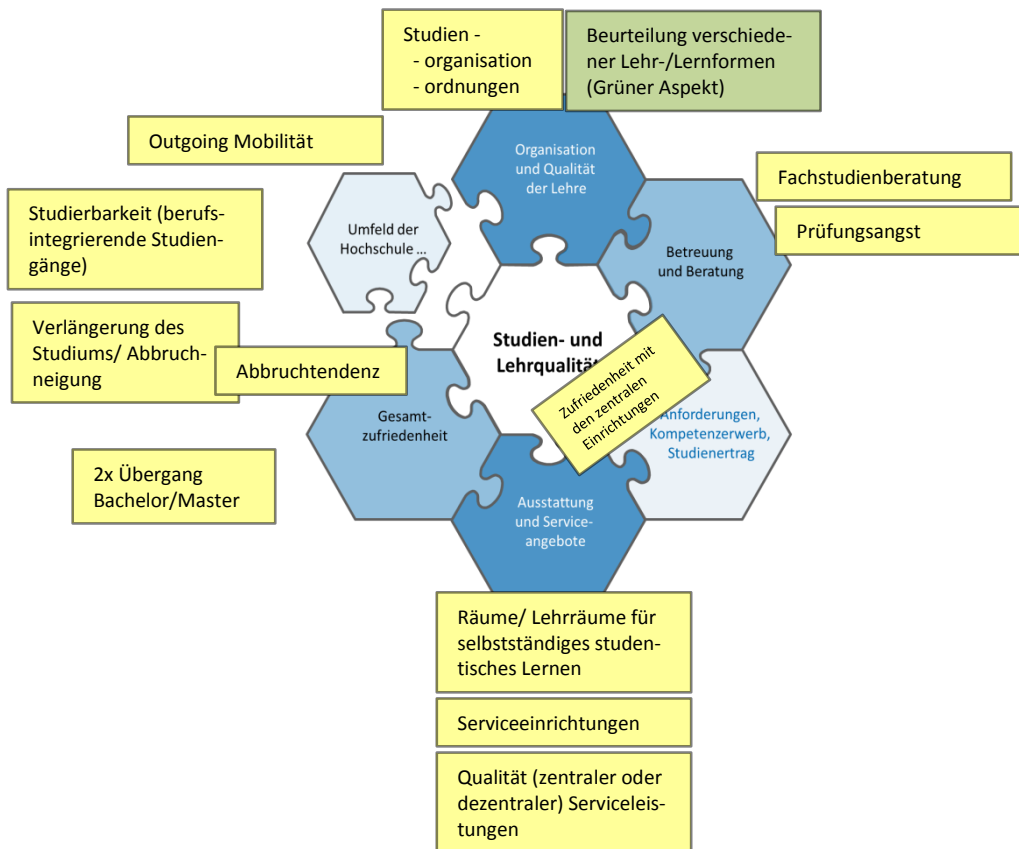 Studien -
- organisation
- ordnungen
Beurteilung verschiede-
ner Lehr-/Lernformen
(Grüner Aspekt)
Outgoing Mobilität
Organisation
und Qualität
der Lehre
Fachstudienberatung
Studierbarkeit (berufs-
integrierende Studien-
gänge)
Umfeld der
Hochschule ...
Prüfungsangst
Betreuung
und Beratung
Verlängerung des
Studiums/ Abbruch-
neigung
Abbruchtendenz
Studien- und
Lehrqualität
Zufriedenheit mit
den zentralen
Einrichtungen
Gesamt-
zufriedenheit
Anforderungen,
Kompetenzerwerb,
Studienertrag
2x Übergang
Bachelor/Master
Ausstattung
und Service-
angebote
Räume/ Lehrräume für
selbstständiges studen-
tisches Lernen
Serviceeinrichtungen
Qualität (zentraler oder
dezentraler) Serviceleis-
tungen